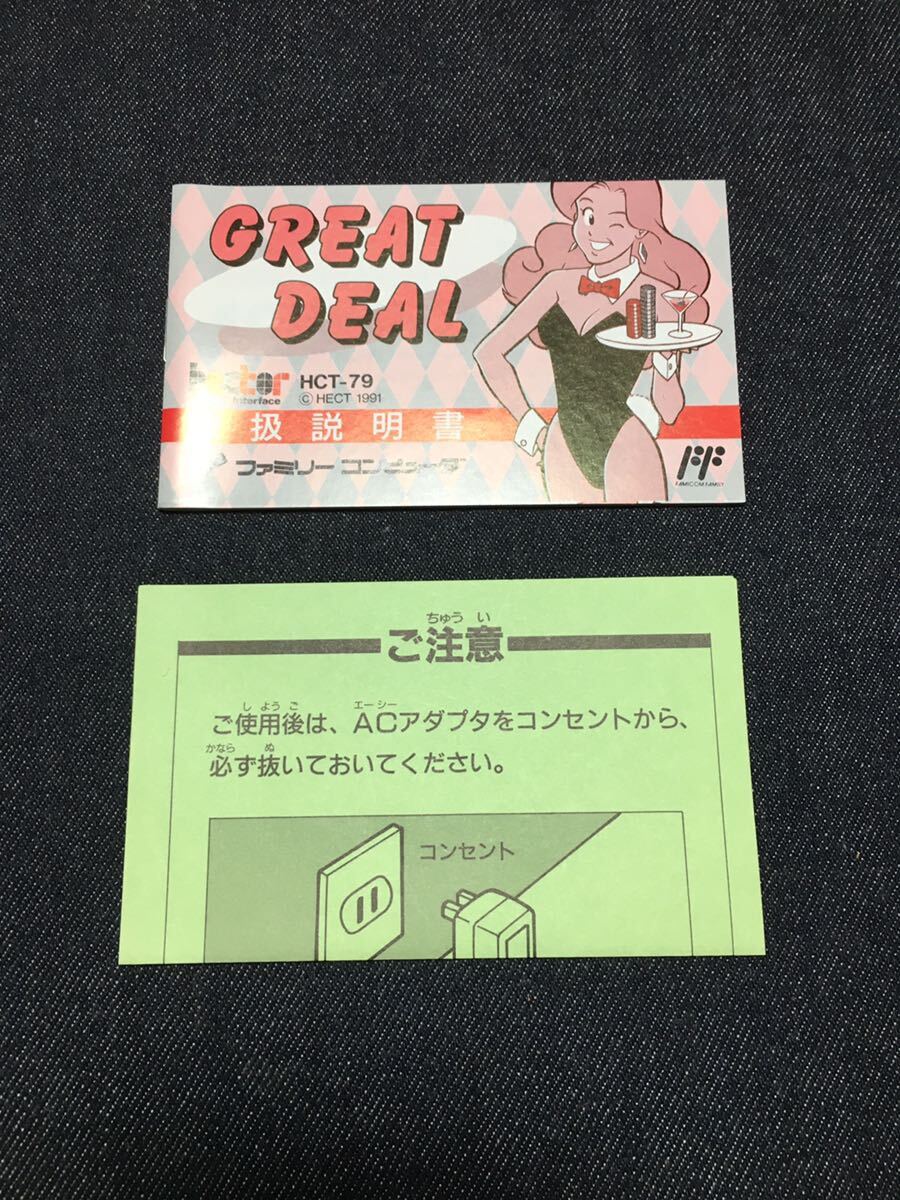 GREAT
DEAL
hector HCT-79
interface © HECT 1991
扱説明書
ファミリーコンピュータ
FAMICOM FAMILY
ちゅう い
ご注意
し よう ご エーシー
ご使用後は、ACアダプタをコンセントから、
かなら ぬ
必ず抜いておいてください。
コンセント